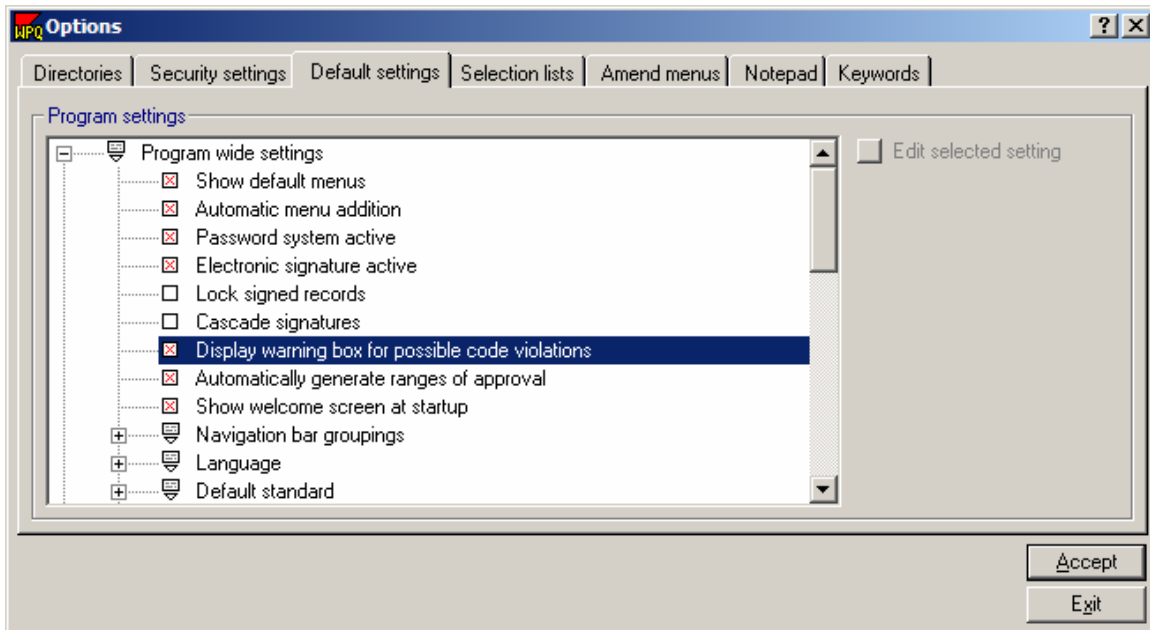 WPQ Options
Directories Security settings Default settings Selection lists Amend menus Notepad Keywords
Program settings
Program wide settings
Edit selected setting
Show default menus
Automatic menu addition
Password system active
Electronic signature active
Lock signed records
Cascade signatures
Display warning box for possible code violations
Automatically generate ranges of approval
Show welcome screen at startup
Navigation bar groupings
Language
Default standard
Accept
Exit